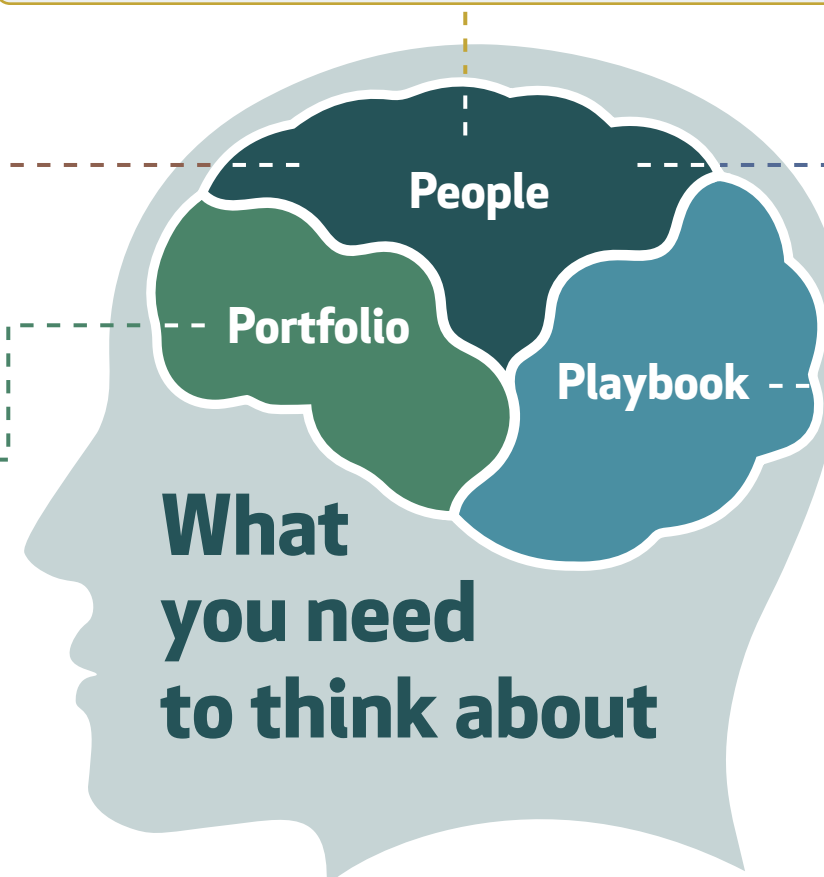 People
Portfolio
Playbook
What
you need
to think about